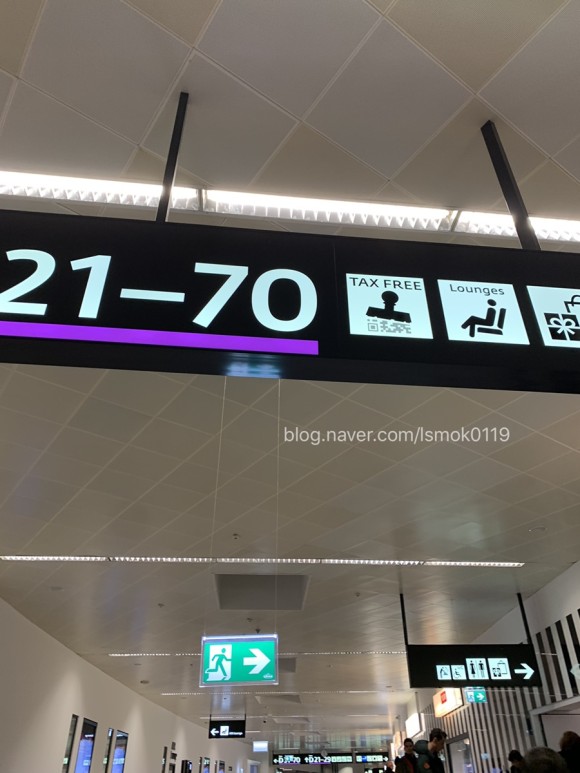 21–70
TAX FREE
Lounges
blog.naver.com/lsmok0119